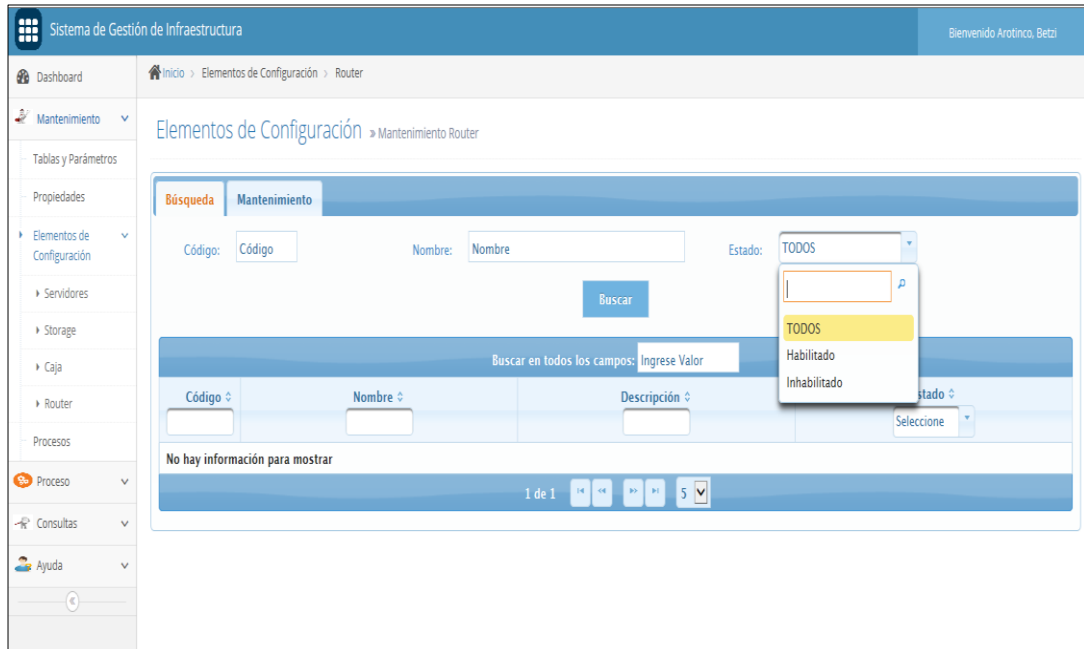 Sistema de Gestión de Infraestructura
Bienvenido Arotinco, Betzi
Dashboard
Mantenimiento
Tablas y Parámetros
Propiedades
Elementos de
Configuración
Servidores
Storage
Caja
Router
Procesos
Proceso
Consultas
Ayuda
Inicio > Elementos de Configuración > Router
Elementos de Configuración » Mantenimiento Router
Búsqueda Mantenimiento
Código: Código Nombre: Nombre Estado: TODOS
TODOS
Habilitado
Inhabilitado
Buscar
Buscar en todos los campos: Ingrese Valor
Código Nombre Descripción stado
Seleccione
No hay información para mostrar
1 de 1 5